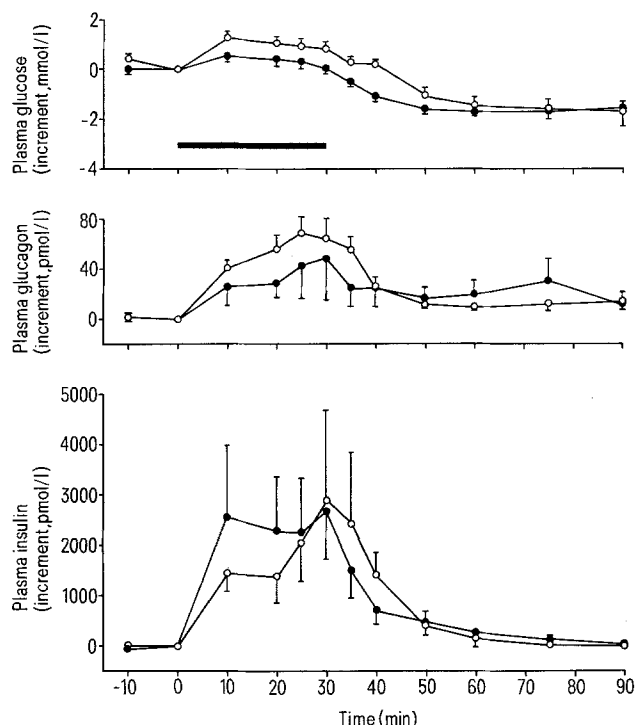 Plasma glucose
(increment,mmol/l)
2
0
-2
-4
Plasma glucagon
(increment,pmol/l)
80
40
0
Plasma insulin
(increment,pmol/l)
5000
4000
3000
2000
1000
0
-10 0 10 20 30 40 50 60 70 80 90
Time (min)